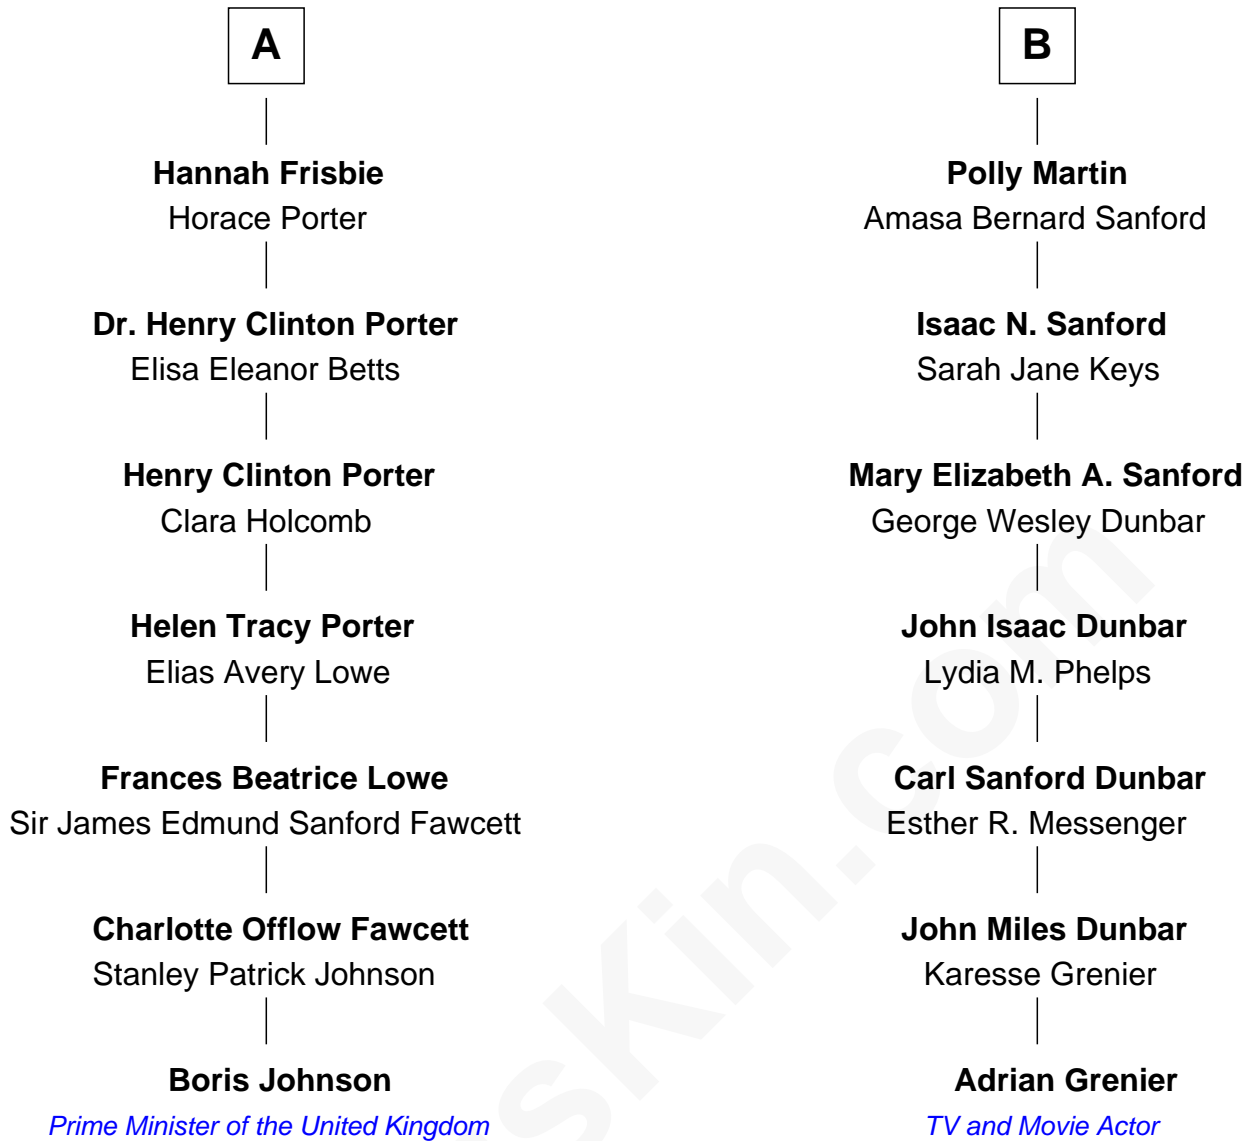 A
Hannah Frisbie
Horace Porter
Dr. Henry Clinton Porter
Elisa Eleanor Betts
Henry Clinton Porter
Clara Holcomb
Helen Tracy Porter
Elias Avery Lowe
Frances Beatrice Lowe
Sir James Edmund Sanford Fawcett
Charlotte Offlow Fawcett
Stanley Patrick Johnson
Boris Johnson
Prime Minister of the United Kingdom
B
Polly Martin
Amasa Bernard Sanford
Isaac N. Sanford
Sarah Jane Keys
Mary Elizabeth A. Sanford
George Wesley Dunbar
John Isaac Dunbar
Lydia M. Phelps
Carl Sanford Dunbar
Esther R. Messenger
John Miles Dunbar
Karesse Grenier
Adrian Grenier
TV and Movie Actor
sKin.com